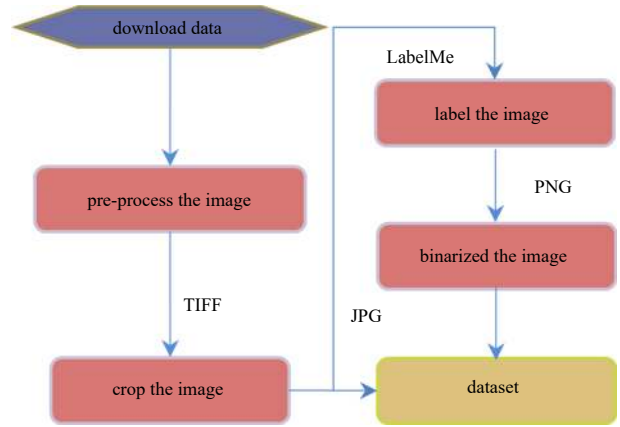 download data
pre-process the image
TIFF
crop the image
LabelMe
label the image
PNG
binarized the image
JPG
dataset